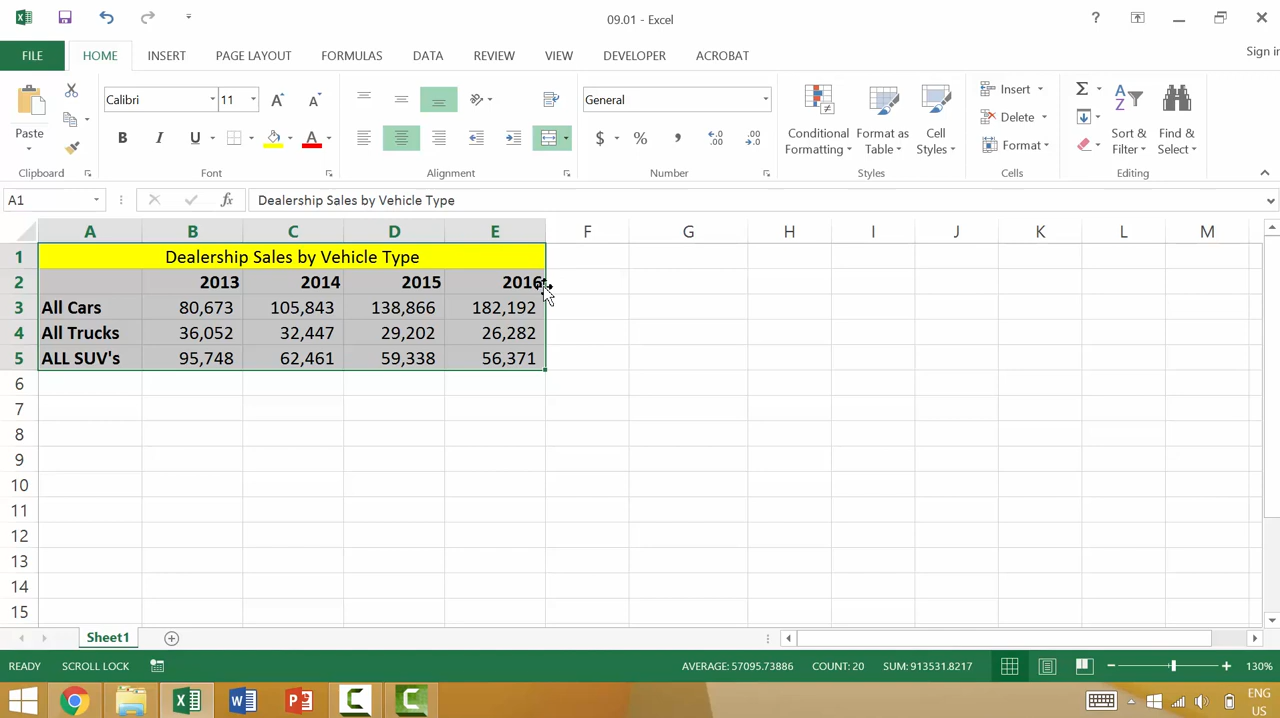 09.01 - Excel
?
FILE HOME INSERT PAGE LAYOUT FORMULAS DATA REVIEW VIEW DEVELOPER ACROBAT Sign in
Paste
Clipboard
Calibri 11
B I U A
Font
Alignment
General
$ % ,
Number
Conditional Formatting
Format as Table
Cell Styles
Styles
Insert
Delete
Format
Cells
Sort & Filter
Find & Select
Editing
A1 fx Dealership Sales by Vehicle Type
A B C D E F G H I J K L M
1 Dealership Sales by Vehicle Type
2 2013 2014 2015 2016
3 All Cars 80,673 105,843 138,866 182,192
4 All Trucks 36,052 32,447 29,202 26,282
5 ALL SUV's 95,748 62,461 59,338 56,371
6
7
8
9
10
11
12
13
14
15
Sheet1
READY SCROLL LOCK AVERAGE: 57095.73886 COUNT: 20 SUM: 913531.8217 130%
ENG
US